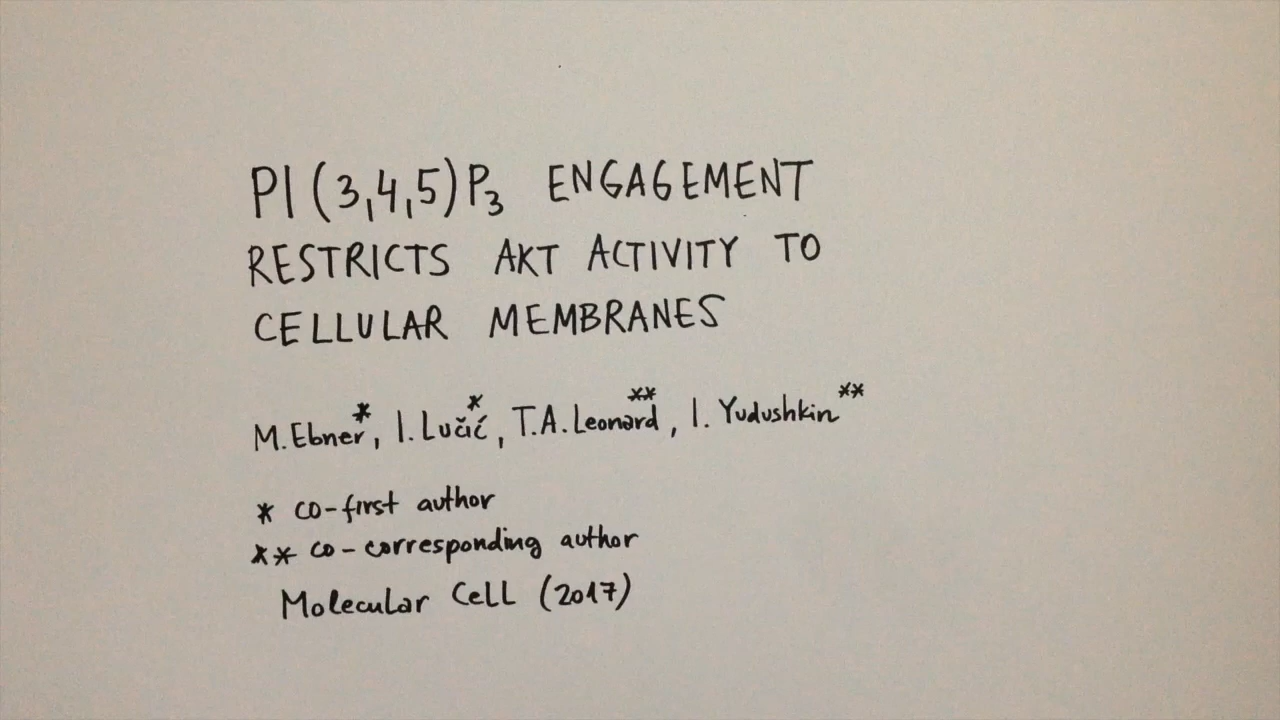 PI(3,4,5)P₃ ENGAGEMENT
RESTRICTS AKT ACTIVITY TO
CELLULAR MEMBRANES
M. Ebner*, I. Lučić*, T.A. Leonard**, I. Yudushkin**
* co-first author
** co-corresponding author
Molecular Cell (2017)